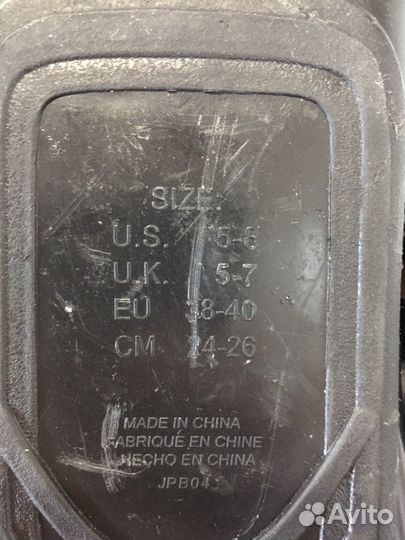 SIZE:
U.S. 5-8
U.K. 5-7
EU 38-40
CM 24-26
MADE IN CHINA
FABRIQUÉ EN CHINE
HECHO EN CHINA
JPB04
Avito